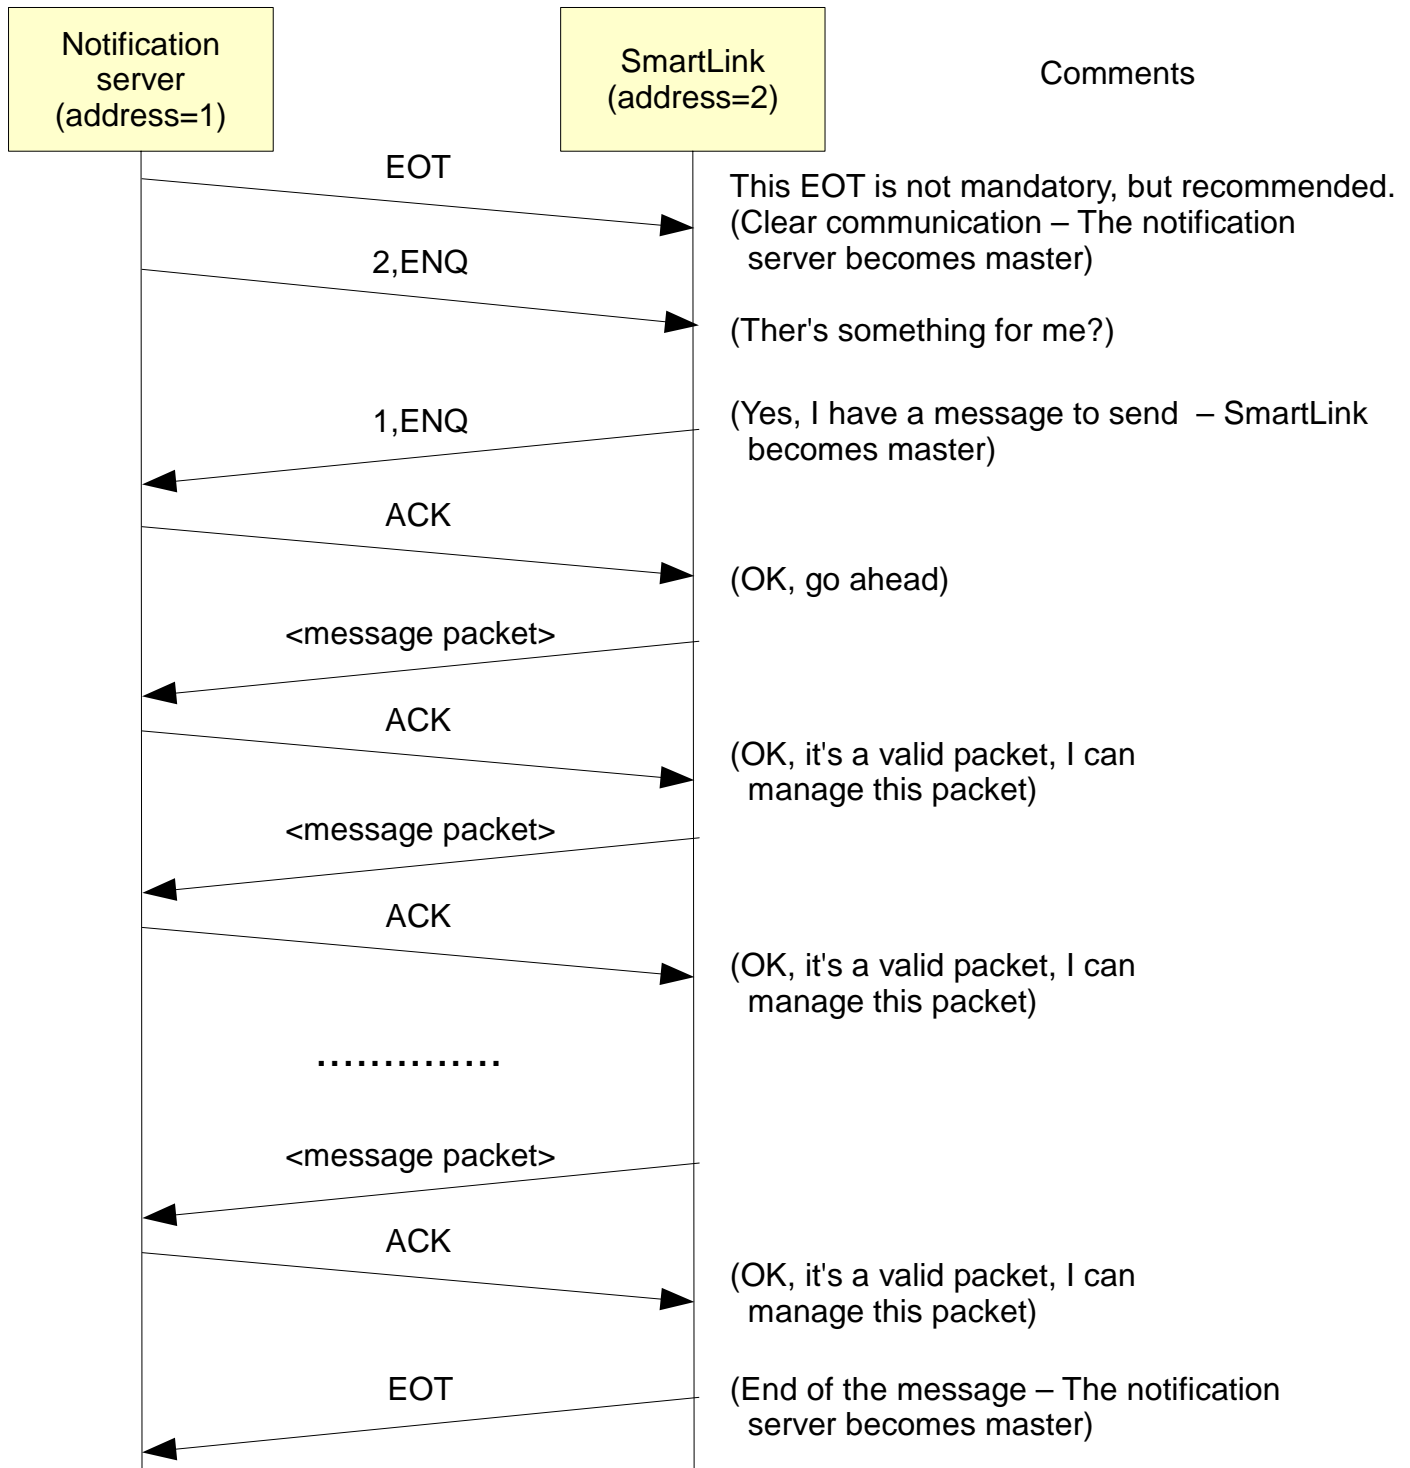 Notification
server
(address=1)
SmartLink
(address=2)
Comments
EOT
This EOT is not mandatory, but recommended.
(Clear communication – The notification
server becomes master)
2,ENQ
(Ther's something for me?)
1,ENQ
(Yes, I have a message to send – SmartLink
becomes master)
ACK
(OK, go ahead)
<message packet>
ACK
(OK, it's a valid packet, I can
manage this packet)
<message packet>
ACK
(OK, it's a valid packet, I can
manage this packet)
..............
<message packet>
ACK
(OK, it's a valid packet, I can
manage this packet)
EOT
(End of the message – The notification
server becomes master)